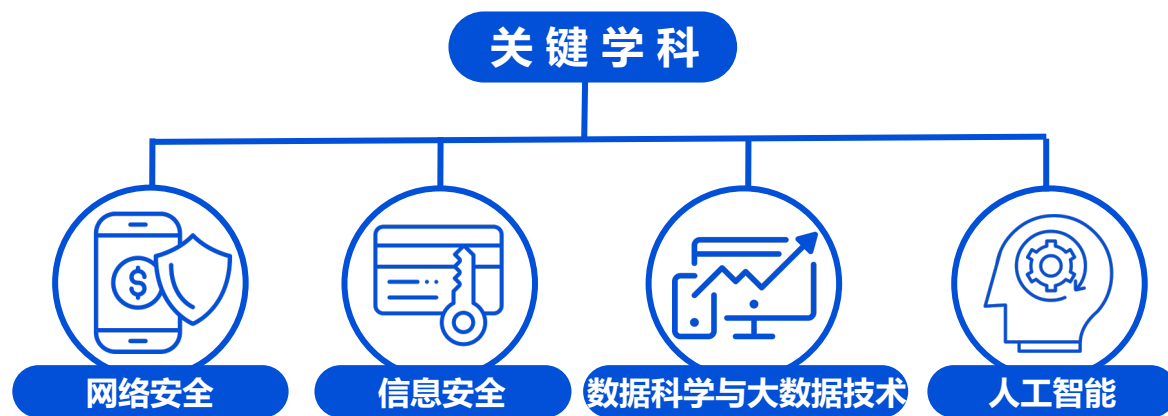 关键学科
$
网络安全
信息安全
数据科学与大数据技术
人工智能